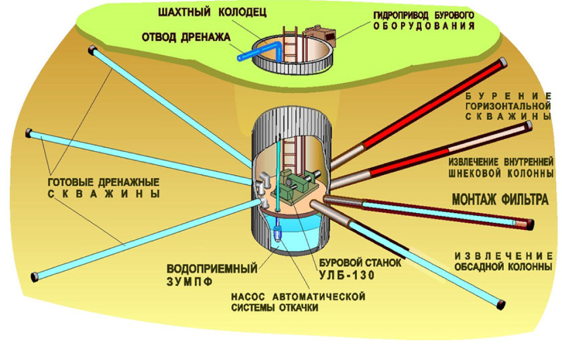 ШАХТНЫЙ КОЛОДЕЦ
ОТВОД ДРЕНАЖА
ГИДРОПРИВОД БУРОВОГО
ОБОРУДОВАНИЯ
БУРЕНИЕ
ГОРИЗОНТАЛЬНОЙ
СКВАЖИНЫ
ИЗВЛЕЧЕНИЕ ВНУТРЕННЕЙ
ШНЕКОВОЙ КОЛОННЫ
МОНТАЖ ФИЛЬТРА
ИЗВЛЕЧЕНИЕ
ОБСАДНОЙ КОЛОННЫ
ГОТОВЫЕ ДРЕНАЖНЫЕ
СКВАЖИНЫ
ВОДОПРИЕМНЫЙ
ЗУМПФ
БУРОВОЙ СТАНОК
УЛБ-130
НАСОС АВТОМАТИЧЕСКОЙ
СИСТЕМЫ ОТКАЧКИ